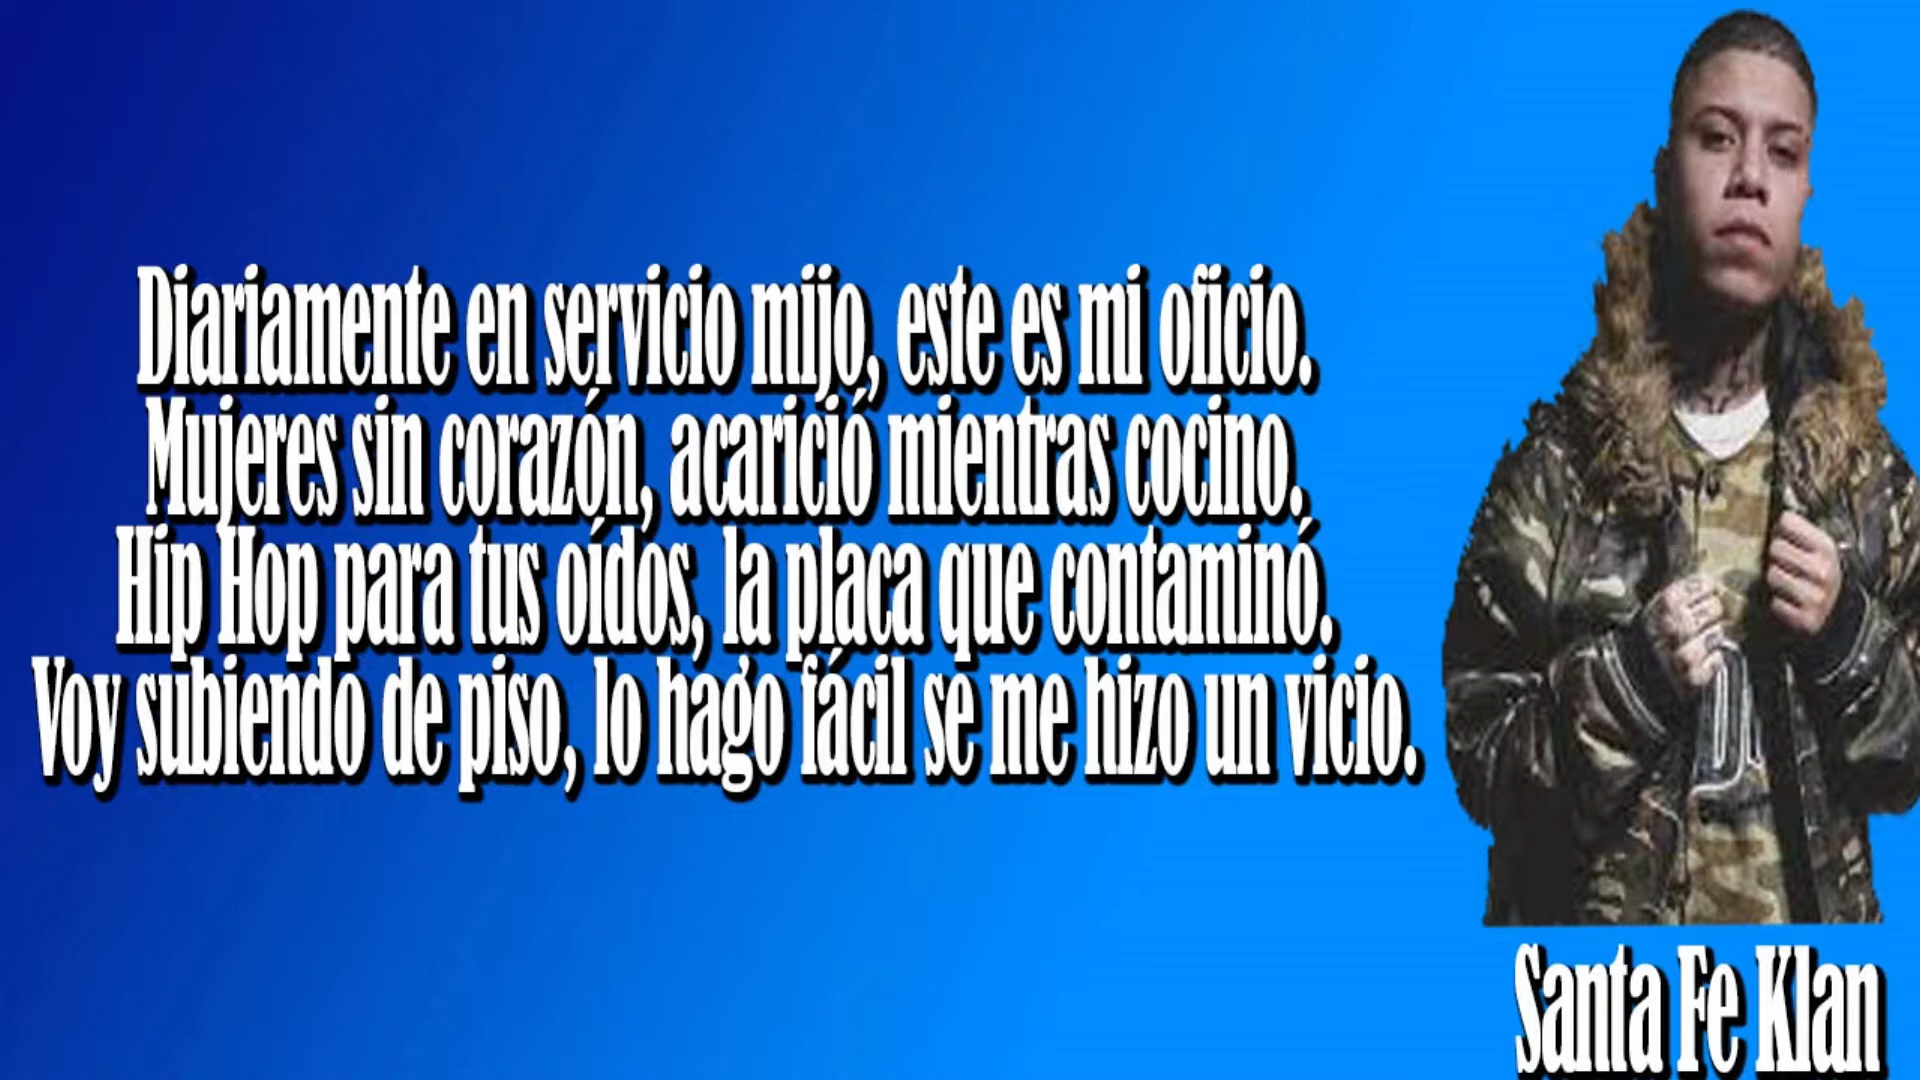 Diariamente en servicio mijo, este es mi oficio.
Mujeres sin corazón, acarició mientras cocino.
Hip Hop para tus oídos, la placa que contaminó.
Voy subiendo de piso, lo hago fácil se me hizo un vicio.
Santa Fe Klan